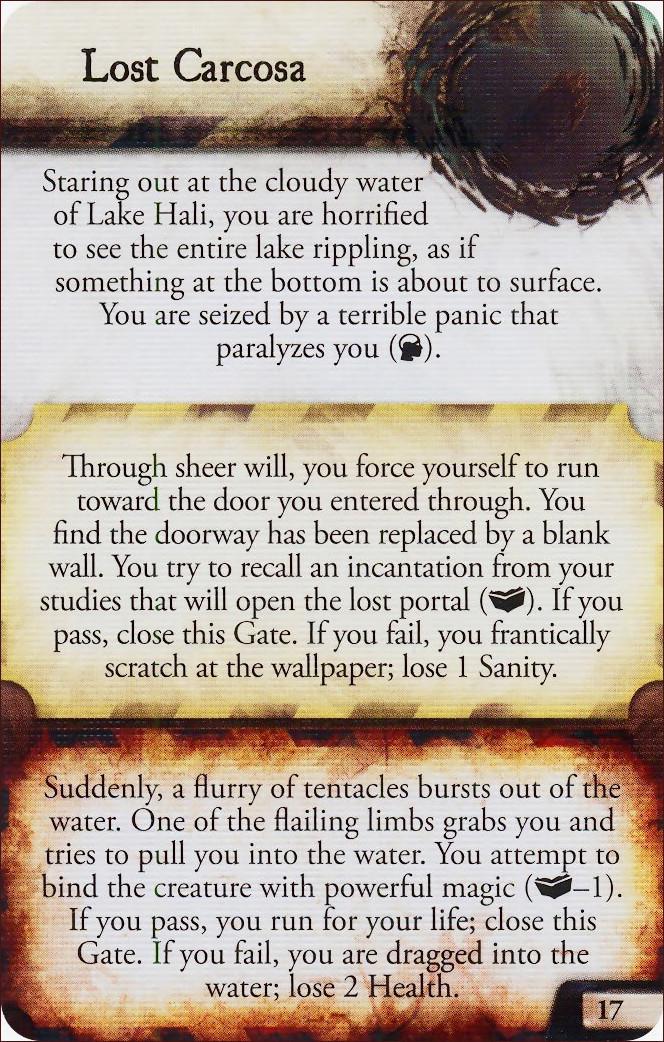 Lost Carcosa
Staring out at the cloudy water
of Lake Hali, you are horrified
to see the entire lake rippling, as if
something at the bottom is about to surface.
You are seized by a terrible panic that
paralyzes you ( ).
Through sheer will, you force yourself to run
toward the door you entered through. You
find the doorway has been replaced by a blank
wall. You try to recall an incantation from your
studies that will open the lost portal ( ). If you
pass, close this Gate. If you fail, you frantically
scratch at the wallpaper; lose 1 Sanity.
Suddenly, a flurry of tentacles bursts out of the
water. One of the flailing limbs grabs you and
tries to pull you into the water. You attempt to
bind the creature with powerful magic ( –1).
If you pass, you run for your life; close this
Gate. If you fail, you are dragged into the
water; lose 2 Health.
17